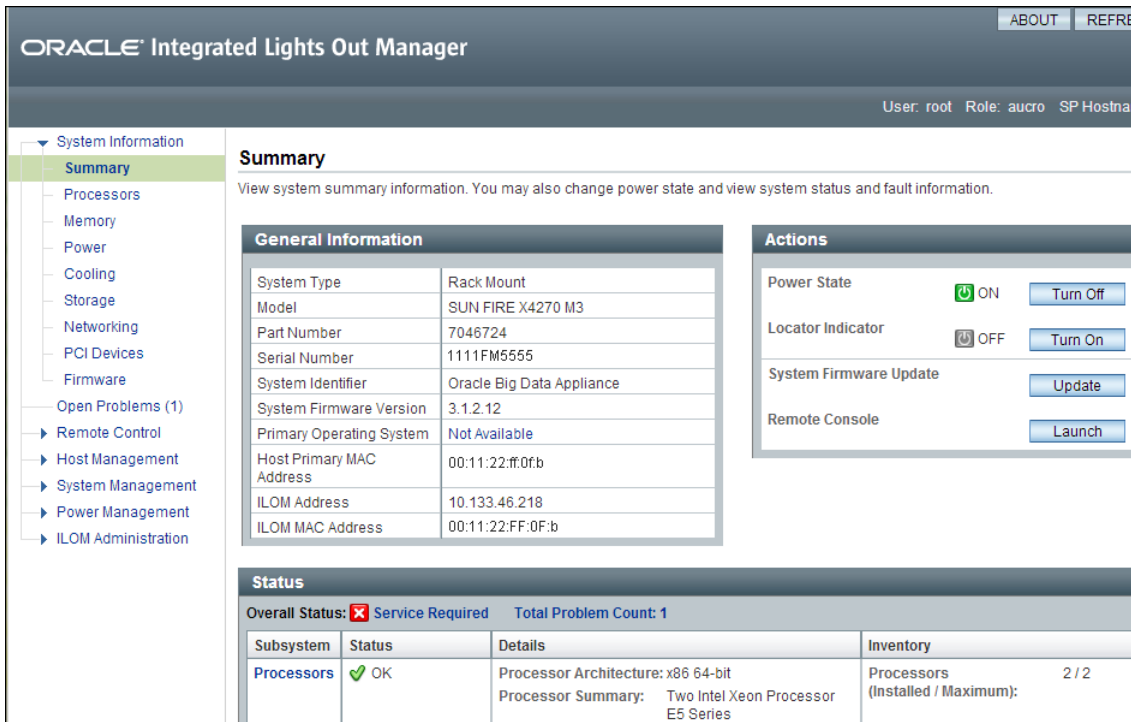 ABOUT REFRE
ORACLE Integrated Lights Out Manager
User: root Role: aucro SP Hostna
System Information
Summary
Processors
Memory
Power
Cooling
Storage
Networking
PCI Devices
Firmware
Open Problems (1)
Remote Control
Host Management
System Management
Power Management
ILOM Administration
Summary
View system summary information. You may also change power state and view system status and fault information.
General Information
System Type Rack Mount
Model SUN FIRE X4270 M3
Part Number 7046724
Serial Number 1111FM5555
System Identifier Oracle Big Data Appliance
System Firmware Version 3.1.2.12
Primary Operating System Not Available
Host Primary MAC
Address 00:11:22:ff:0f:b
ILOM Address 10.133.46.218
ILOM MAC Address 00:11:22:FF:0F:b
Actions
Power State ON Turn Off
Locator Indicator OFF Turn On
System Firmware Update Update
Remote Console Launch
Status
Overall Status: Service Required Total Problem Count: 1
Subsystem Status Details Inventory
Processors OK Processor Architecture: x86 64-bit Processors 2 / 2
Processor Summary: Two Intel Xeon Processor (Installed / Maximum):
E5 Series